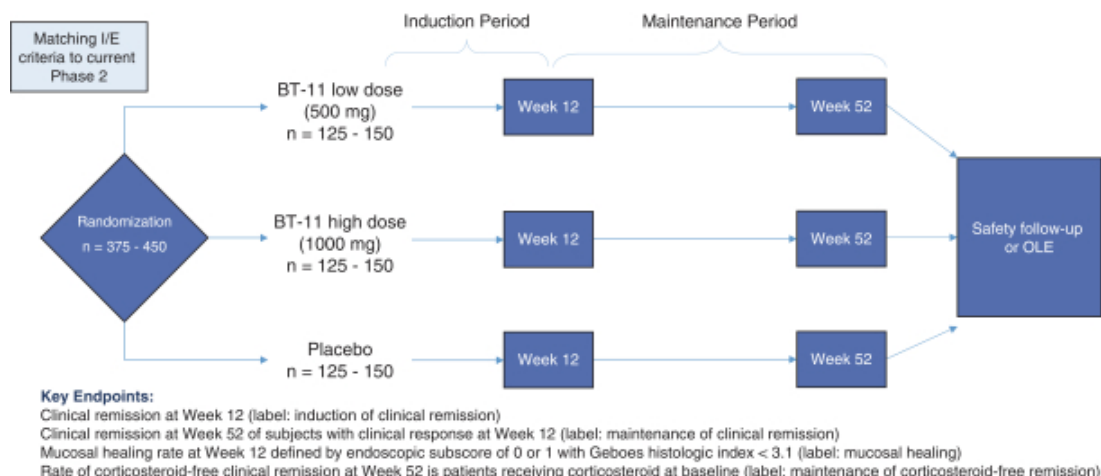 Induction Period
Maintenance Period
Matching I/E
criteria to current
Phase 2
BT-11 low dose
(500 mg)
n = 125 - 150
Week 12
Week 52
Randomization
n = 375 - 450
BT-11 high dose
(1000 mg)
n = 125 - 150
Week 12
Week 52
Safety follow-up
or OLE
Placebo
n = 125 - 150
Week 12
Week 52
Key Endpoints:
Clinical remission at Week 12 (label: induction of clinical remission)
Clinical remission at Week 52 of subjects with clinical response at Week 12 (label: maintenance of clinical remission)
Mucosal healing rate at Week 12 defined by endoscopic subscore of 0 or 1 with Geboes histologic index < 3.1 (label: mucosal healing)
Rate of corticosteroid-free clinical remission at Week 52 is patients receiving corticosteroid at baseline (label: maintenance of corticosteroid-free remission)